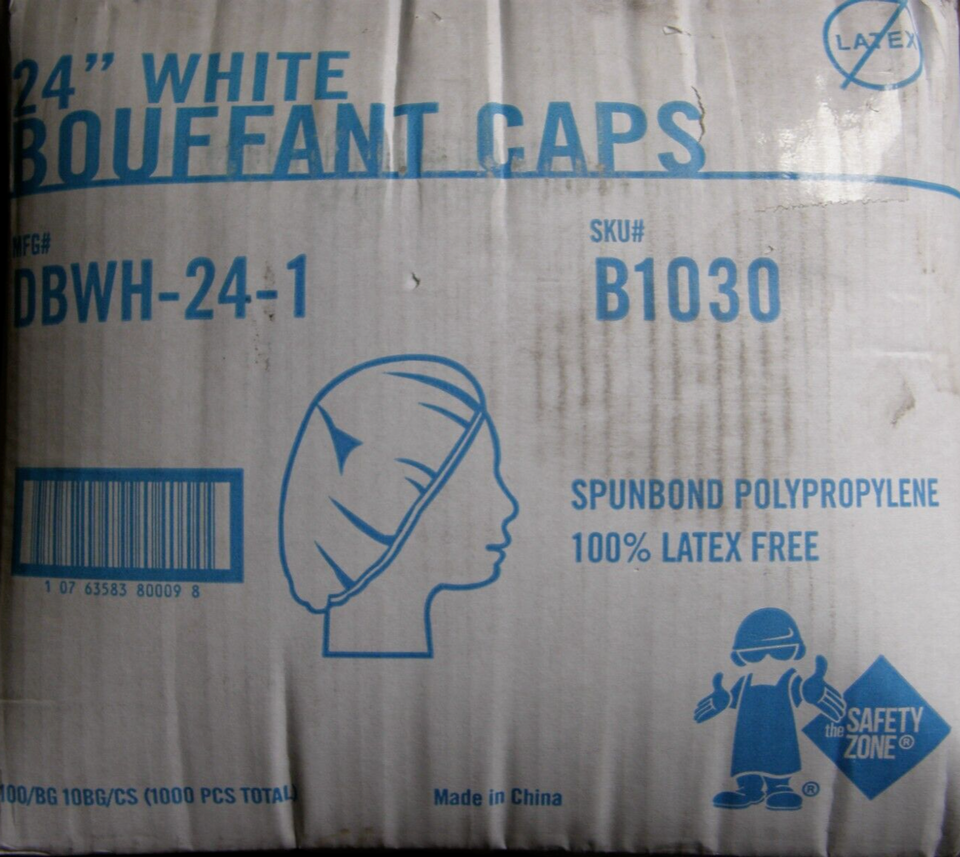 LATEX
24” WHITE
BOUFFANT CAPS
MFG#
SKU#
DBWH-24-1
B1030
SPUNBOND POLYPROPYLENE
100% LATEX FREE
1 07 63583 80009 8
the SAFETY
ZONE®
®
100/BG 10BG/CS (1000 PCS TOTAL)
Made in China